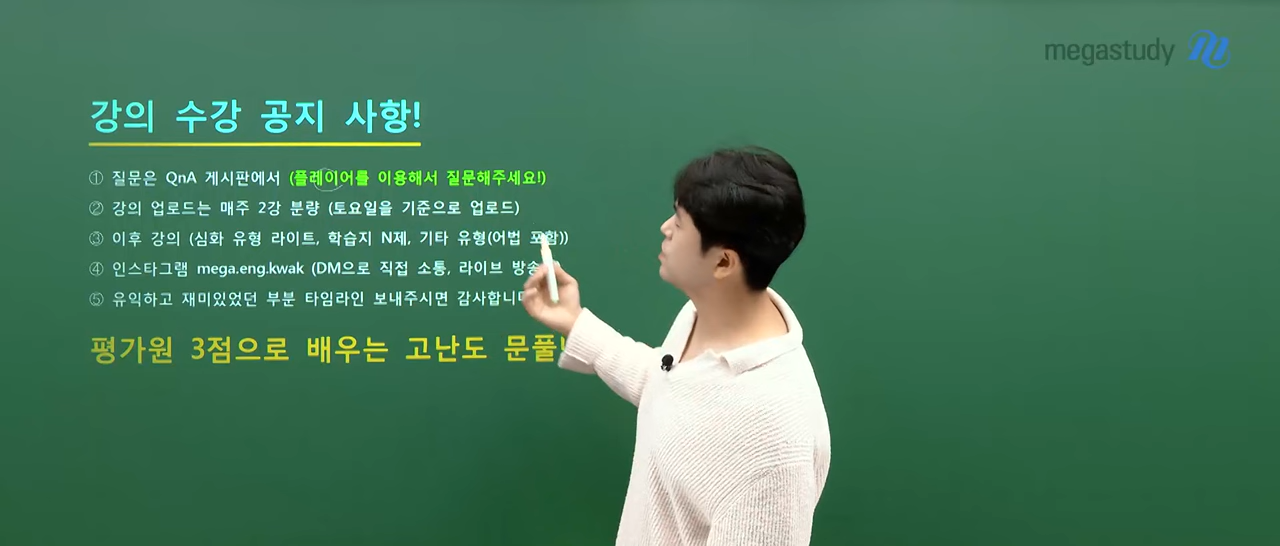 megastudy
강의 수강 공지 사항!
① 질문은 QnA 게시판에서 (플레이어를 이용해서 질문해주세요!)
② 강의 업로드는 매주 2강 분량 (토요일을 기준으로 업로드)
③ 이후 강의 (심화 유형 라이트, 학습지 N제, 기타 유형(어법 포함))
④ 인스타그램 mega.eng.kwak (DM으로 직접 소통, 라이브
⑤ 유익하고 재미있었던 부분 타임라인 보내주시면
평가원 3점으로 배우는 고난도 문풀!